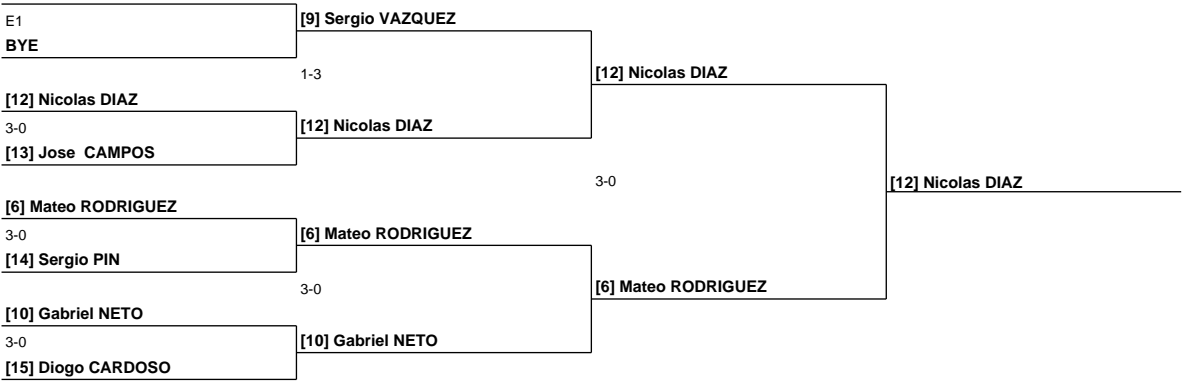 E1
BYE
[12] Nicolas DIAZ
3-0
[13] Jose  CAMPOS
[6] Mateo RODRIGUEZ
3-0
[14] Sergio PIN
[10] Gabriel NETO
3-0
[15] Diogo CARDOSO
[9] Sergio VAZQUEZ
1-3
[12] Nicolas DIAZ
[6] Mateo RODRIGUEZ
3-0
[10] Gabriel NETO
[12] Nicolas DIAZ
3-0
[6] Mateo RODRIGUEZ
[12] Nicolas DIAZ